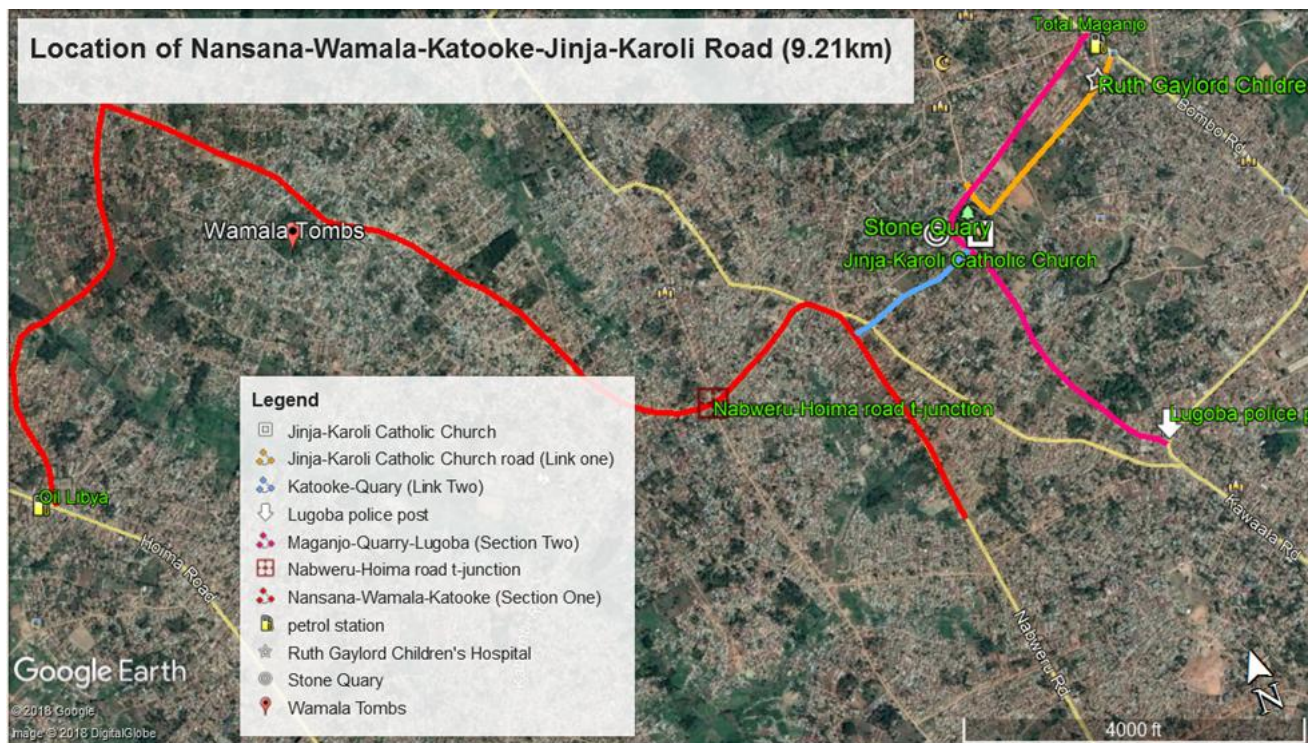 Location of Nansana-Wamala-Katooke-Jinja-Karoli Road (9.21km)
Total Maganjo
Ruth Gaylord Childre
Bombo Rd
Wamala Tombs
Stone Quary
Jinja-Karoli Catholic Church
Nabweru-Hoima road t-junction
Lugoba police p
Oil Libya
Hoima Road
Kawaala Rd
Nabweru Rd
Legend
Jinja-Karoli Catholic Church
Jinja-Karoli Catholic Church road (Link one)
Katooke-Quary (Link Two)
Lugoba police post
Maganjo-Quarry-Lugoba (Section Two)
Nabweru-Hoima road t-junction
Nansana-Wamala-Katooke (Section One)
petrol station
Ruth Gaylord Children's Hospital
Stone Quary
Wamala Tombs
Google Earth
© 2018 Google
Image © 2018 DigitalGlobe
N
4000 ft